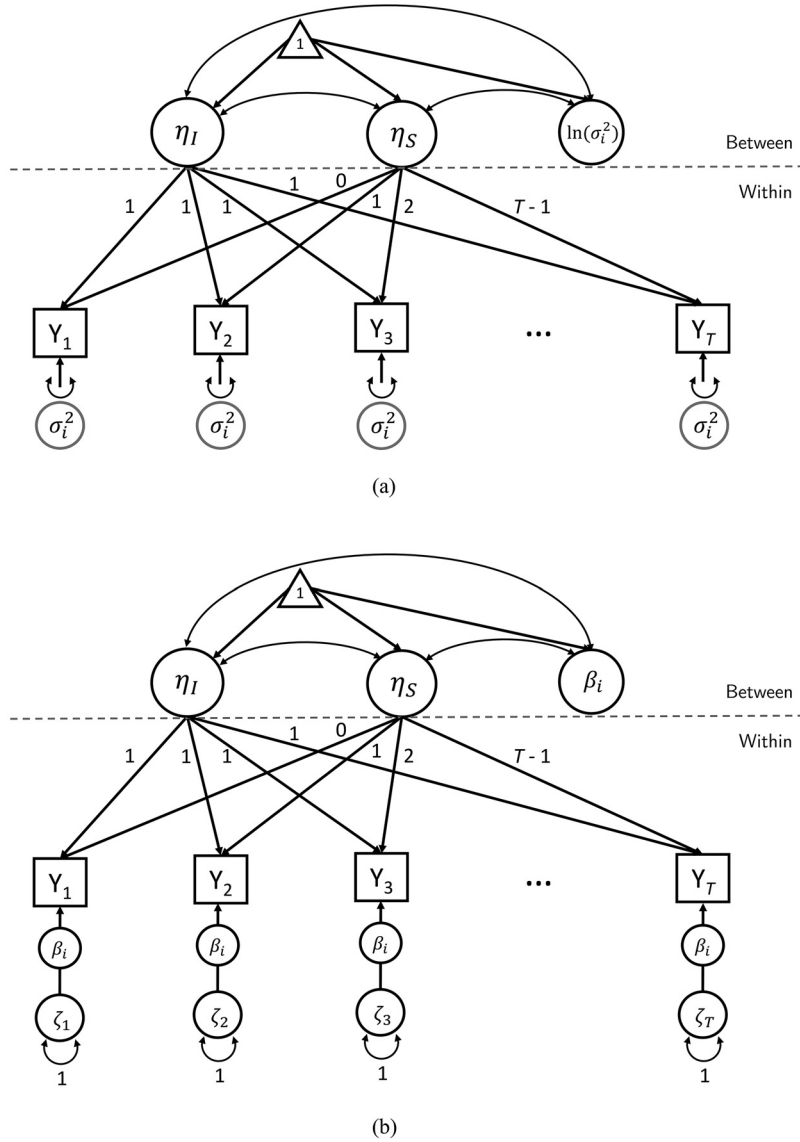 1
η_I η_S ln(σ_i^2)
Between
Within
1 1 1 1 0 1 2 T - 1
Y_1 Y_2 Y_3 ... Y_T
σ_i^2 σ_i^2 σ_i^2 σ_i^2
(a)
1
η_I η_S β_i
Between
Within
1 1 1 1 0 1 2 T - 1
Y_1 Y_2 Y_3 ... Y_T
β_i β_i β_i β_i
ζ_1 ζ_2 ζ_3 ζ_T
1 1 1 1
(b)